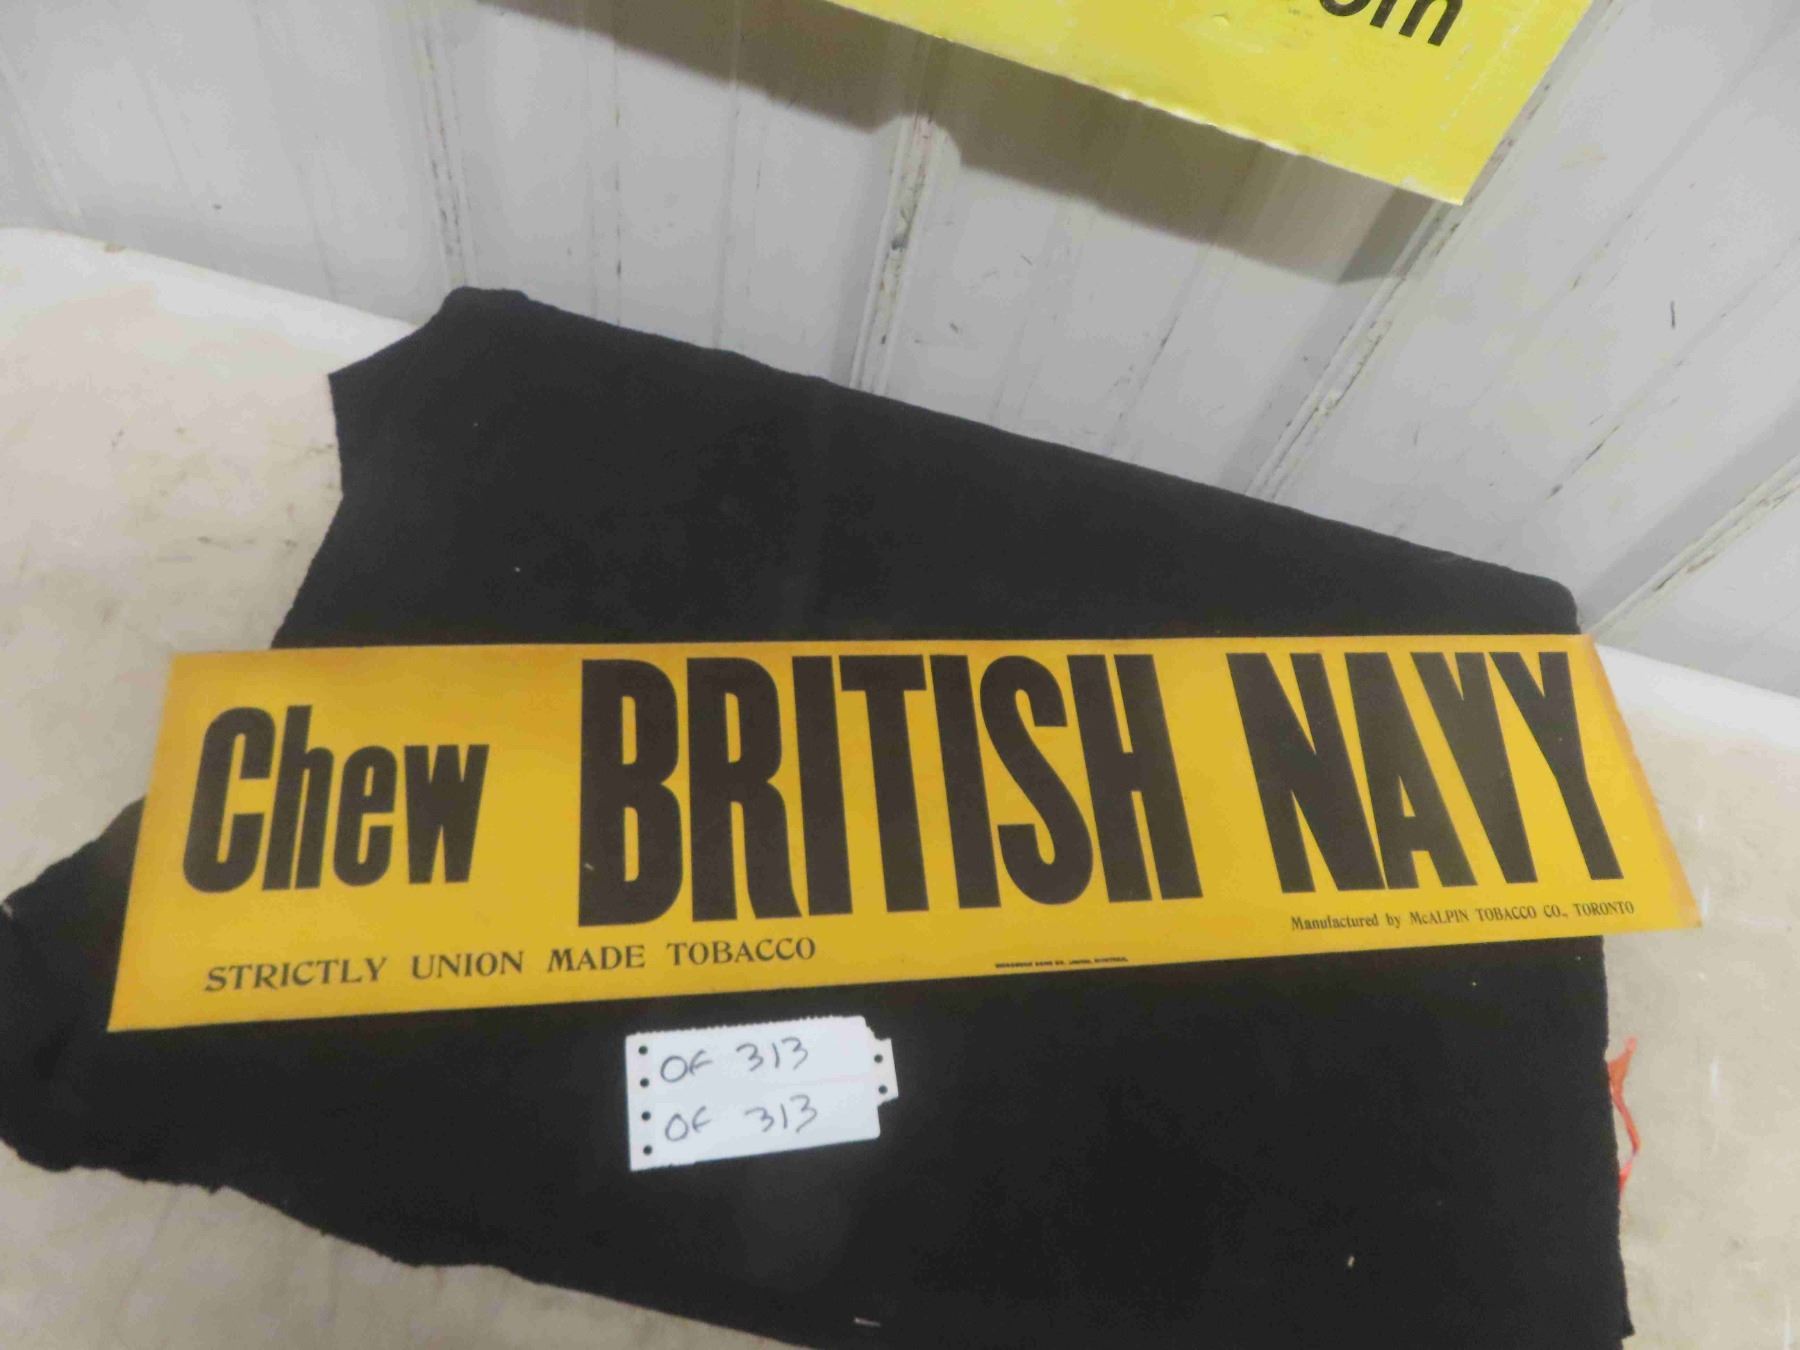 Chew BRITISH NAVY
Manufactured by McALPIN TOBACCO CO., TORONTO
STRICTLY UNION MADE TOBACCO
OF 313
OF 313